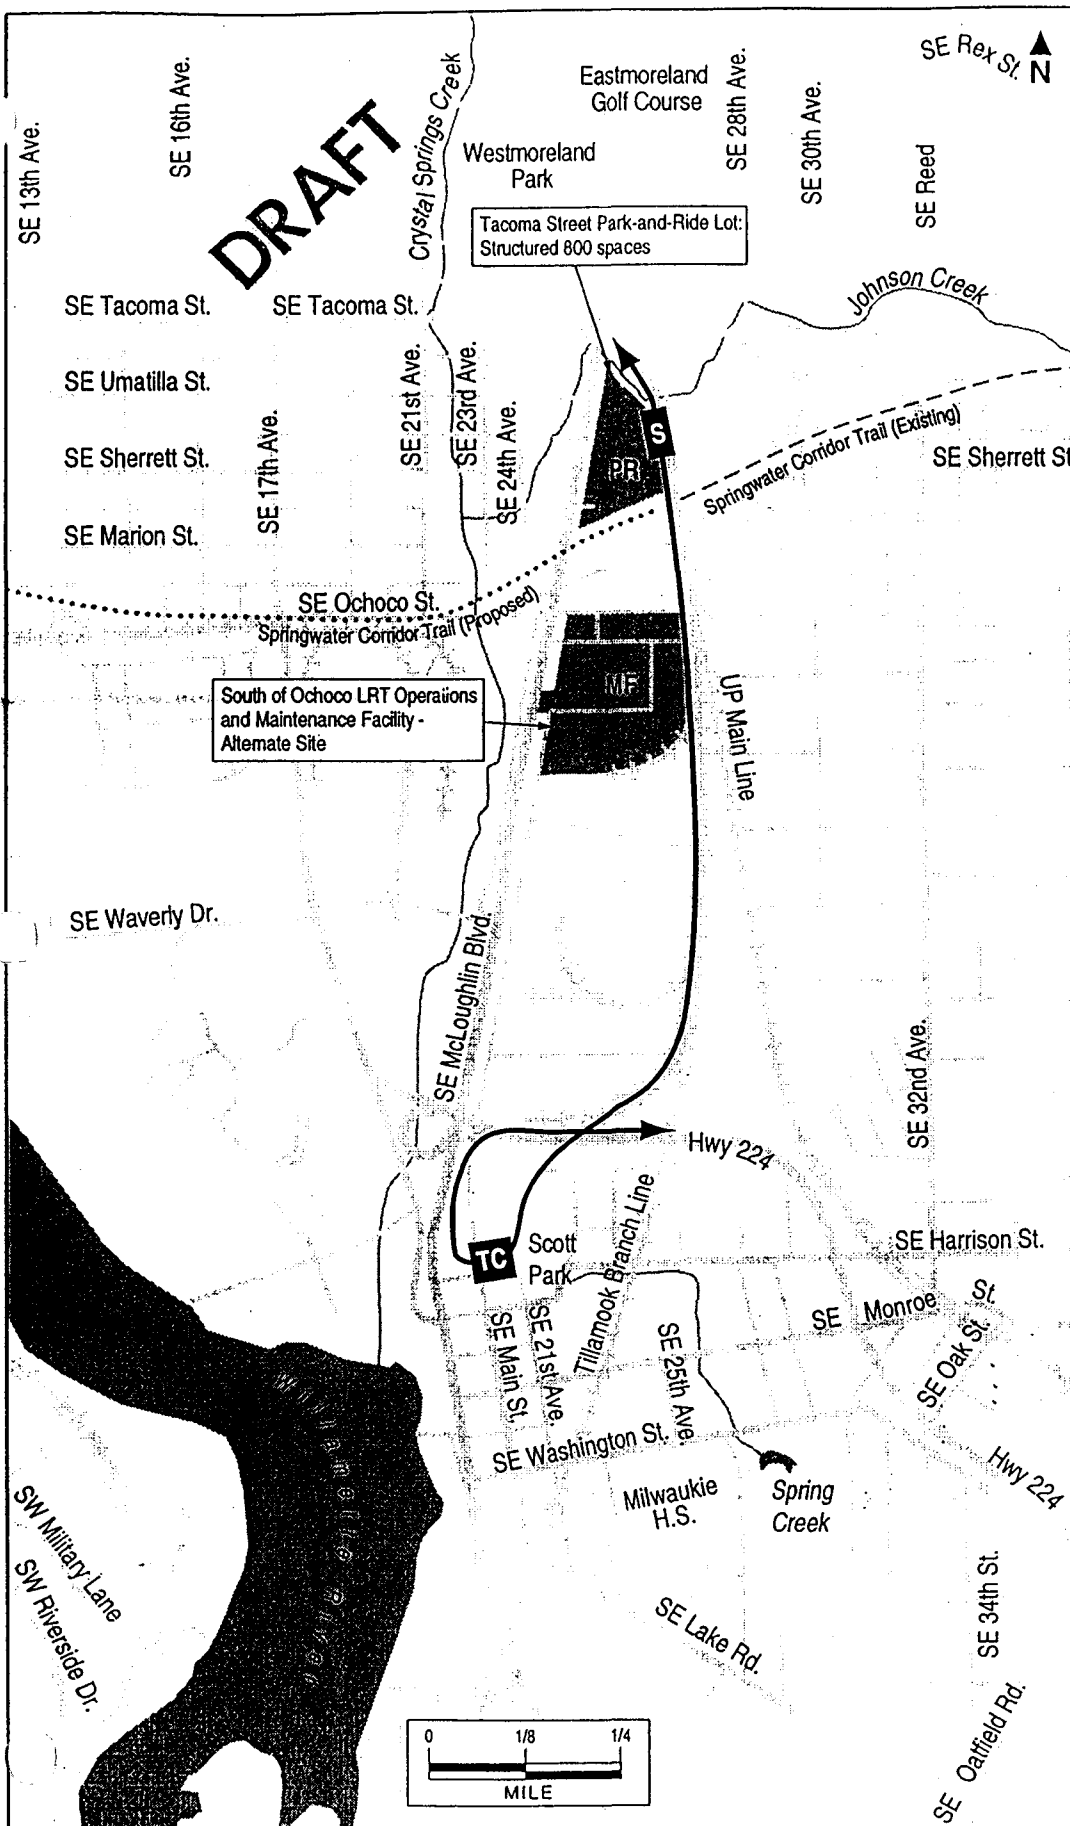 SE Rex St.
N
Eastmoreland
Golf Course
SE 28th Ave.
SE 30th Ave.
SE 16th Ave.
SE 13th Ave.
DRAFT
Crystal Springs Creek
Westmoreland
Park
SE Reed
Tacoma Street Park-and-Ride Lot:
Structured 800 spaces
Johnson Creek
SE Tacoma St.
SE Tacoma St.
SE Umatilla St.
SE 21st Ave.
SE 23rd Ave.
SE 24th Ave.
SE 17th Ave.
S
PR
Springwater Corridor Trail (Existing)
SE Sherrett St.
SE Sherrett St
SE Marion St.
SE Ochoco St.
Springwater Corridor Trail (Proposed)
MF
South of Ochoco LRT Operations
and Maintenance Facility -
Alternate Site
UP Main Line
SE Waverly Dr.
SE McLoughlin Blvd.
SE 32nd Ave.
Hwy 224
Tillamook Branch Line
TC
Scott
Park
SE Harrison St.
SE Monroe St.
SE Main St.
SE 21st Ave.
SE 25th Ave.
SE Oak St.
SE Washington St.
Hwy 224
Milwaukie
H.S.
Spring
Creek
SW Military Lane
SW Riverside Dr.
SE 34th St.
SE Lake Rd.
SE Oatfield Rd.
0 1/8 1/4
MILE